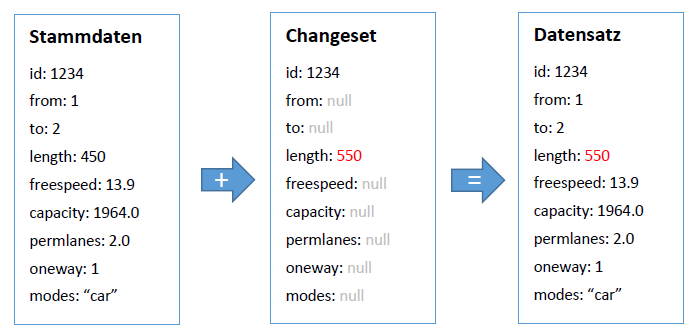 Stammdaten
id: 1234
from: 1
to: 2
length: 450
freespeed: 13.9
capacity: 1964.0
permlanes: 2.0
oneway: 1
modes: “car”
+
Changeset
id: 1234
from: null
to: null
length: 550
freespeed: null
capacity: null
permlanes: null
oneway: null
modes: null
=
Datensatz
id: 1234
from: 1
to: 2
length: 550
freespeed: 13.9
capacity: 1964.0
permlanes: 2.0
oneway: 1
modes: “car”